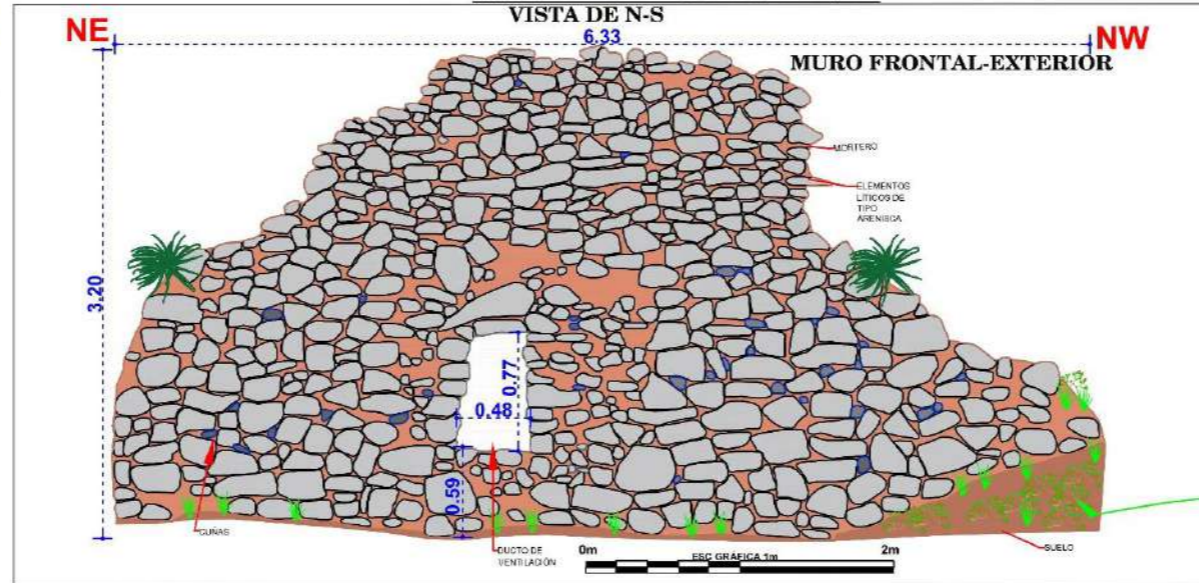 VISTA DE N-S
NE
6.33
NW
MURO FRONTAL-EXTERIOR
MORTERO
ELEMENTOS
LITICOS DE
TIPO
ARENISCA
3.20
0.77
0.48
0.59
CUÑAS
DUCTO DE
VENTILACIÓN
0m
ESC GRÁFICA 1m
2m
SUELO